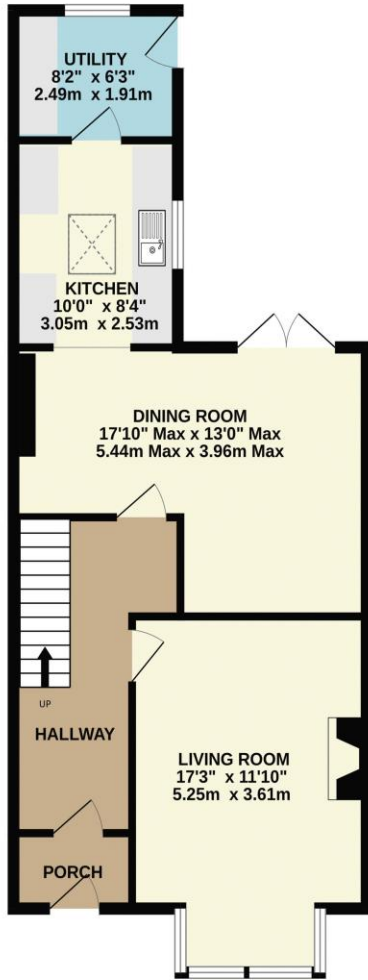 UTILITY
8'2" x 6'3"
2.49m x 1.91m
KITCHEN
10'0" x 8'4"
3.05m x 2.53m
DINING ROOM
17'10" Max x 13'0" Max
5.44m Max x 3.96m Max
UP
HALLWAY
LIVING ROOM
17'3" x 11'10"
5.25m x 3.61m
PORCH